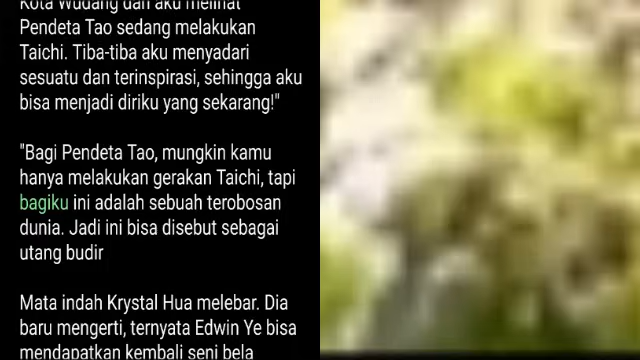 Kota Wudang dan aku melihat
Pendeta Tao sedang melakukan
Taichi. Tiba-tiba aku menyadari
sesuatu dan terinspirasi, sehingga aku
bisa menjadi diriku yang sekarang!"
"Bagi Pendeta Tao, mungkin kamu
hanya melakukan gerakan Taichi, tapi
bagiku ini adalah sebuah terobosan
dunia. Jadi ini bisa disebut sebagai
utang budir
Mata indah Krystal Hua melebar. Dia
baru mengerti, ternyata Edwin Ye bisa
mendapatkan kembali seni bela